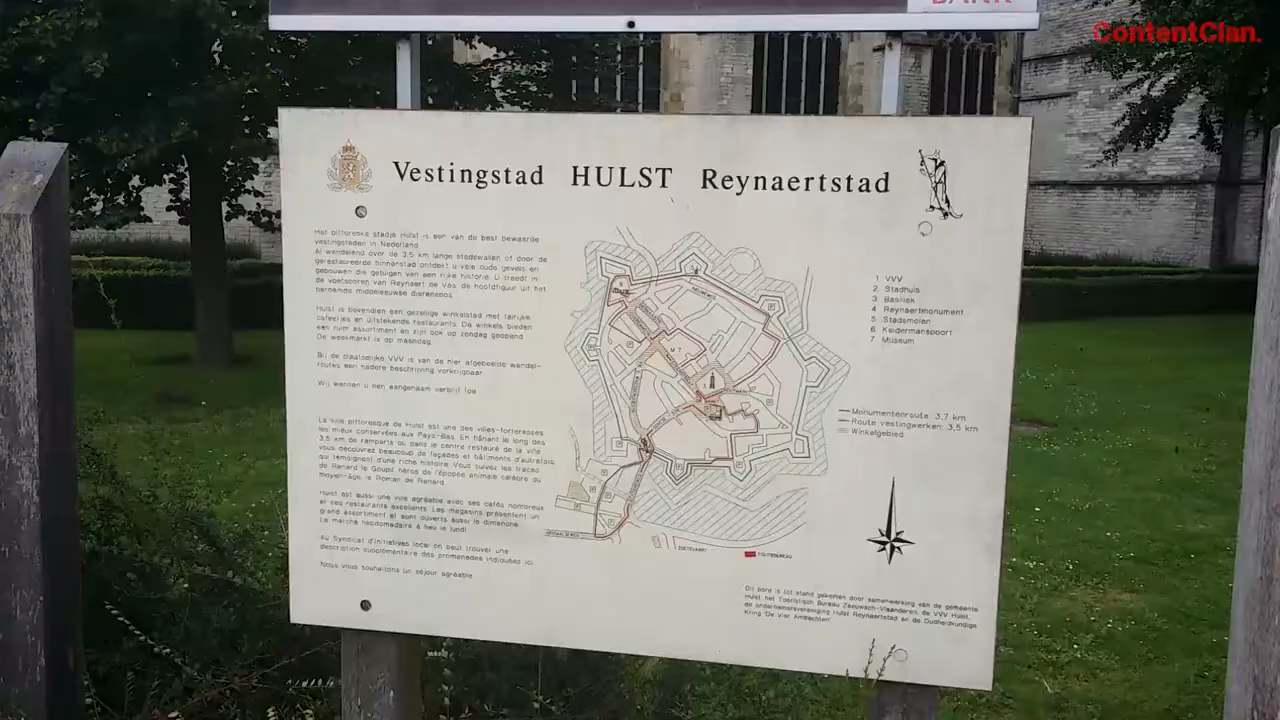 BANK
ContentClan.
Vestingstad HULST Reynaertstad
Het pittoreske stadje Hulst is een van de best bewaarde
vestingsteden in Nederland
Al wandelend over de 3,5 km lange stadswallen of door de
gerestaureerde binnenstad ontdekt u vele oude gevels en
gebouwen die getuigen van een rijke historie. U treedt in
de voetsporen van Reynaert de Vos de hoofdfiguur uit het
beroemde middeleeuwse dierenepos.
Hulst is bovendien een gezellige winkelstad met talrijke
cafeetjes en uitstekende restaurants. De winkels bieden
een ruim assortiment en zijn ook op zondag geopend
De weekmarkt is op maandag.
Bij de plaatselijke VVV is van de hier afgebeelde wandel-
routes een nadere beschrijving verkrijgbaar
Wij wensen u een aangenaam verblijf toe
La ville pittoresque de Hulst est une des villes-forteresses
les mieux conservées aux Pays-Bas. En flânant le long des
3,5 km de ramparts ou dans le centre restauré de la ville
vous découvrez beaucoup de façades et bâtiments d'autrefois
qui témoignent d'une riche histoire. Vous suivez les traces
de Renard le Goupil héros de l'épopée animale célèbre du
moyen-âge, le Roman de Renard.
Hulst est aussi une ville agréable avec ses cafés nombreux
et ses restaurants excellents. Les magasins présentent un
grand assortiment et sont ouverts aussi le dimanche.
Le marché hebdomadaire a lieu le lundi
Au Syndicat d'initiatives local on peut trouver une
description supplémentaire des promenades indiquées ici
Nous vous souhaitons un séjour agréable
1 VVV
2 Stadhuis
3 Basiliek
4 Reynaertmonument
5 Stadsmolen
6 Keldermanspoort
7 Museum
Monumentenroute 3,7 km
Route vestingwerken: 3,5 km
Winkelgebied
POLITIEBUREAU
Dit bord is tot stand gekomen door samenwerking van de gemeente
Hulst, het Toeristisch Bureau Zeeuwsch-Vlaanderen, de VVV Hulst,
de ondernemersvereniging Hulst Reynaertstad en de Oudheidkundige
Kring 'De Vier Ambachten'